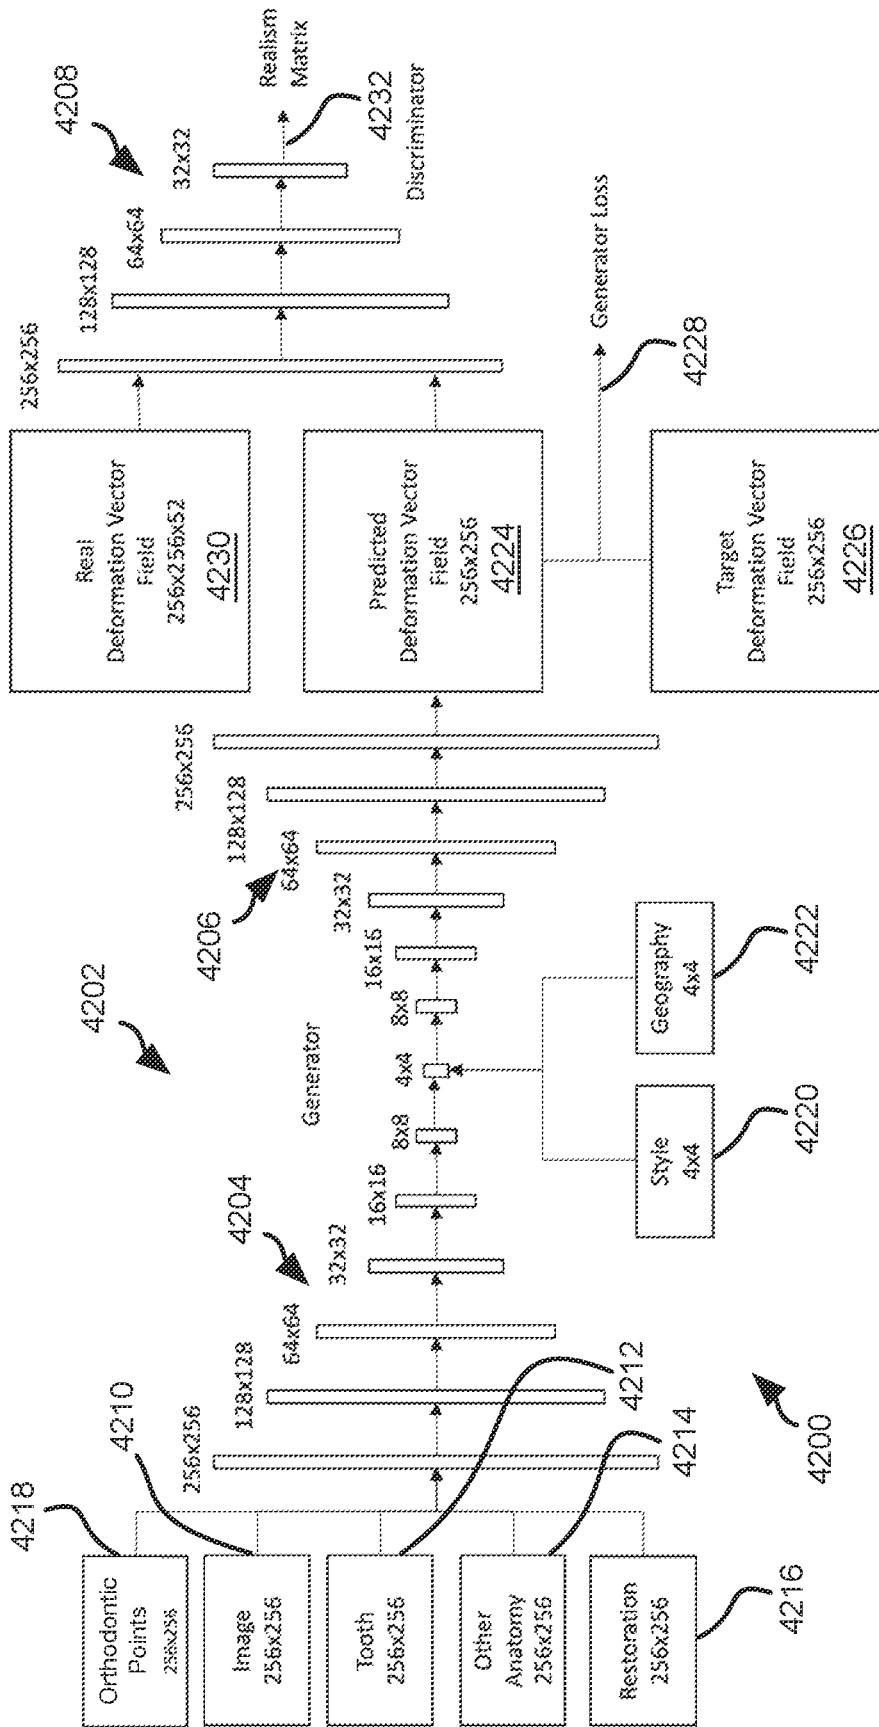 4218
4210
Orthodontic
Points
256x256
Image
256x256
Tooth
256x256
Other
Anatomy
256x256
Restoration
256x256
4212
4214
4216
4200
256x256
128x128
64x64
4204
32x32
16x16
8x8
4x4
8x8
16x16
32x32
64x64
128x128
256x256
Generator
4202
4206
Style
4x4
4220
Geography
4x4
4222
Real
Deformation Vector
Field
256x256x52
4230
Predicted
Deformation Vector
Field
256x256
4224
Target
Deformation Vector
Field
256x256
4226
Generator Loss
4228
256x256
128x128
64x64
32x32
4208
Realism
Matrix
4232
Discriminator